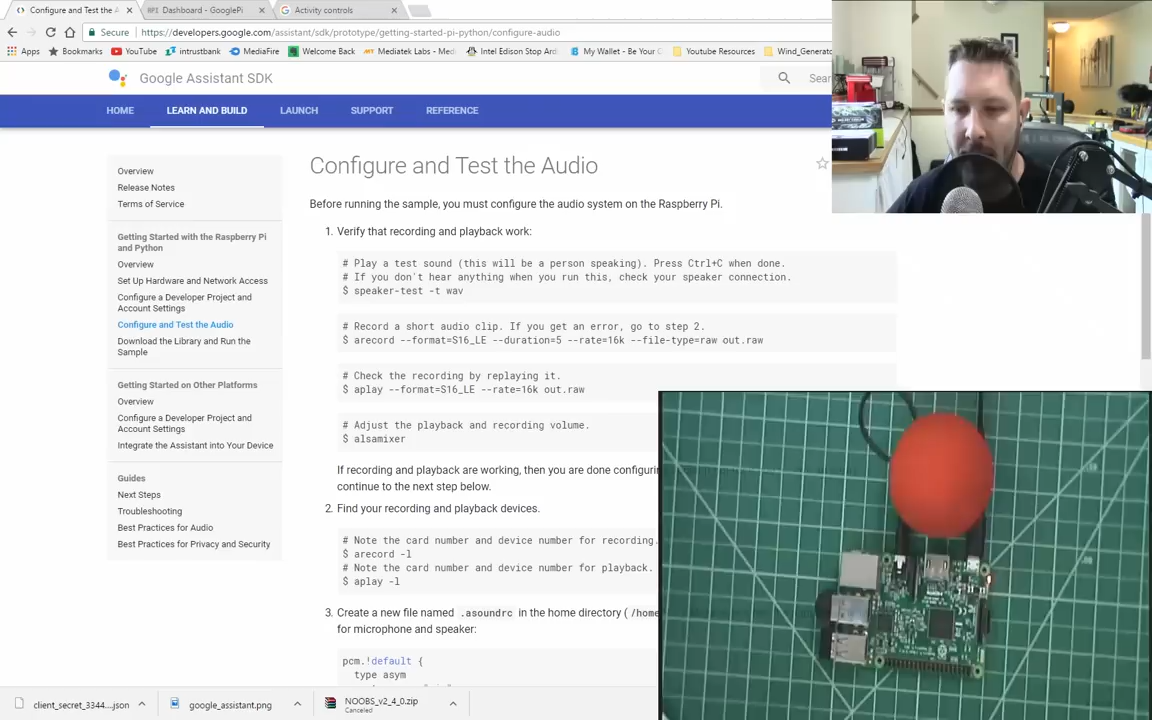 Configure and Test the A
Dashboard - GooglePi
Activity controls
Secure
https://developers.google.com/assistant/sdk/prototype/getting-started-pi-python/configure-audio
Apps
Bookmarks
YouTube
intrustbank
MediaFire
Welcome Back
Mediatek Labs - Med
Intel Edison Stop Ard
My Wallet - Be Your C
Youtube Resources
Wind_Generato
Google Assistant SDK
Sear
HOME
LEARN AND BUILD
LAUNCH
SUPPORT
REFERENCE
Overview
Release Notes
Terms of Service
Getting Started with the Raspberry Pi
and Python
Overview
Set Up Hardware and Network Access
Configure a Developer Project and
Account Settings
Configure and Test the Audio
Download the Library and Run the
Sample
Getting Started on Other Platforms
Overview
Configure a Developer Project and
Account Settings
Integrate the Assistant into Your Device
Guides
Next Steps
Troubleshooting
Best Practices for Audio
Best Practices for Privacy and Security
Configure and Test the Audio
Before running the sample, you must configure the audio system on the Raspberry Pi.
1. Verify that recording and playback work:
# Play a test sound (this will be a person speaking). Press Ctrl+C when done.
# If you don't hear anything when you run this, check your speaker connection.
$ speaker-test -t wav
# Record a short audio clip. If you get an error, go to step 2.
$ arecord --format=S16_LE --duration=5 --rate=16k --file-type=raw out.raw
# Check the recording by replaying it.
$ aplay --format=S16_LE --rate=16k out.raw
# Adjust the playback and recording volume.
$ alsamixer
If recording and playback are working, then you are done configurin
continue to the next step below.
2. Find your recording and playback devices.
# Note the card number and device number for recording.
$ arecord -l
# Note the card number and device number for playback.
$ aplay -l
3. Create a new file named .asoundrc in the home directory ( /home
for microphone and speaker:
pcm.!default {
type asym
client_secret_3344....json
google_assistant.png
NOOBS_v2_4_0.zip
Canceled